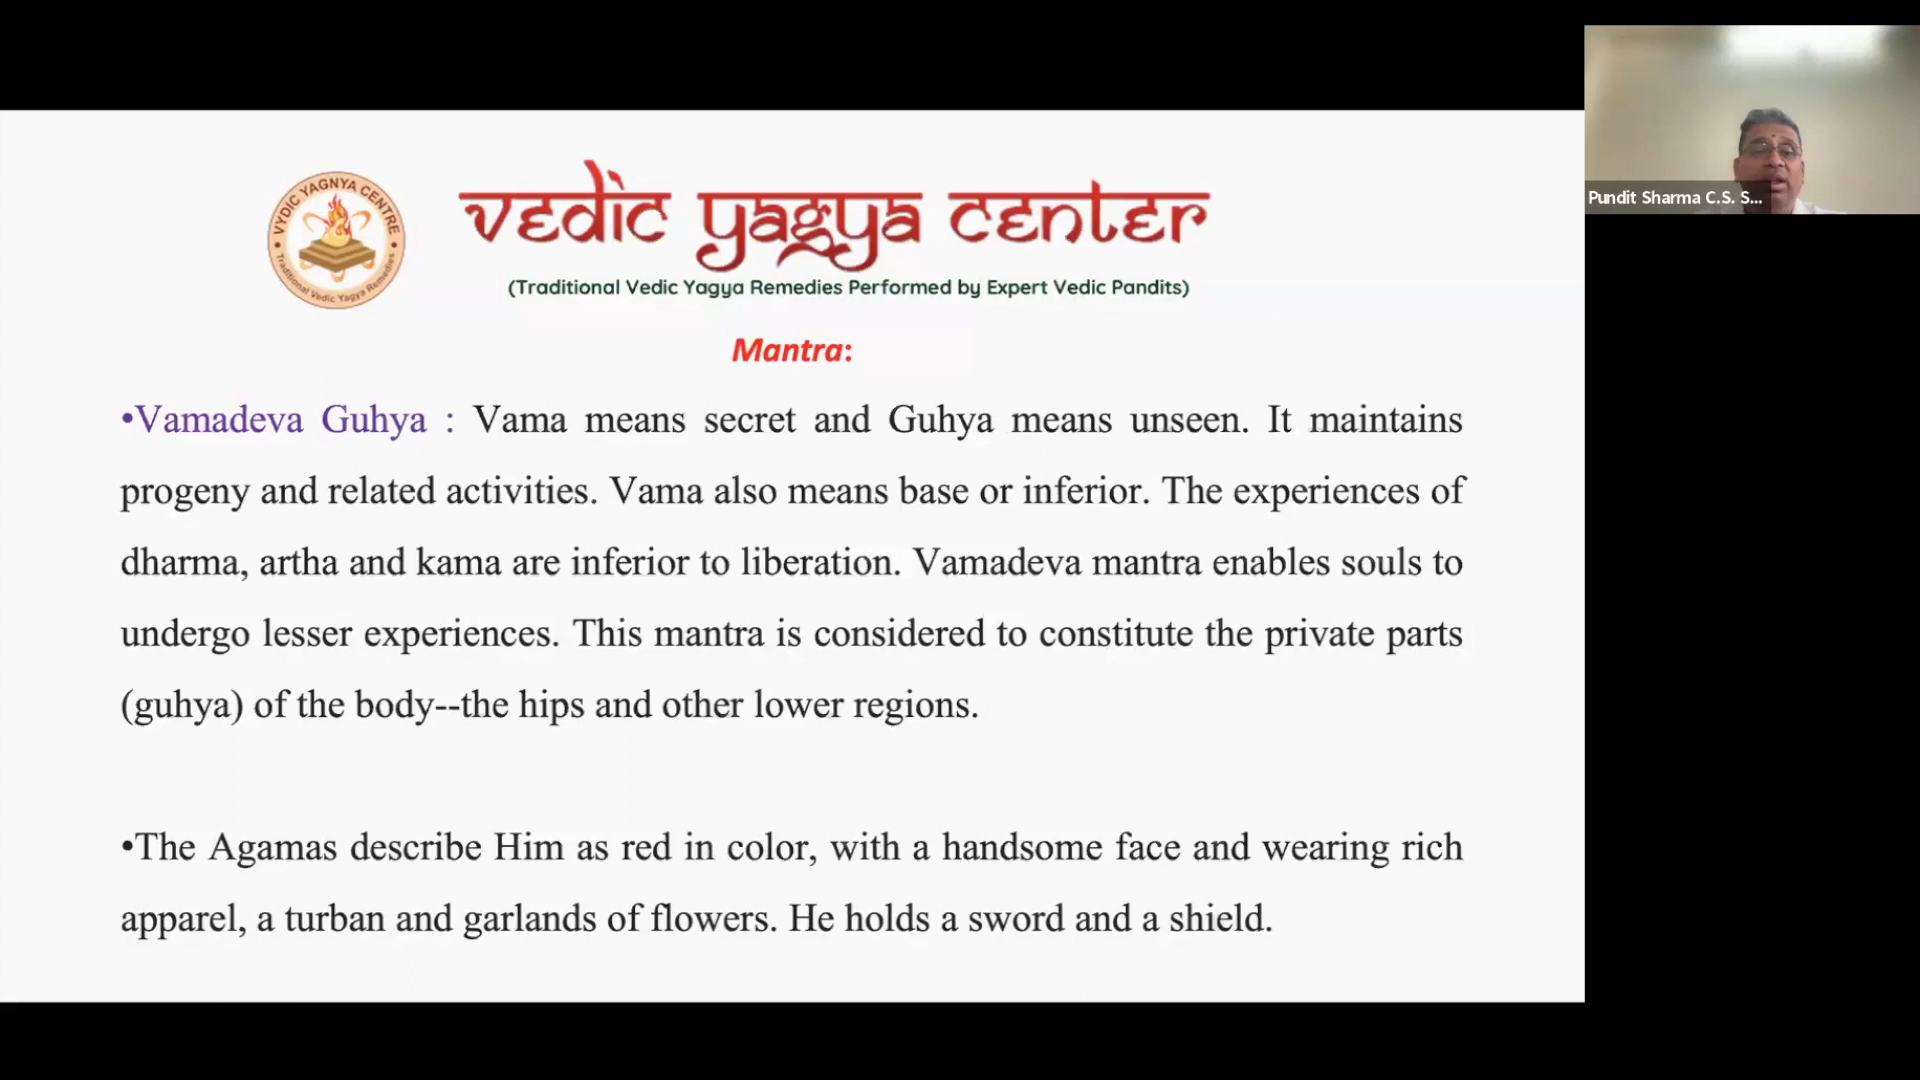 VYDIC YAGNYA CENTRE
Traditional Vedic Yagya Remedies
vedic yagya center
(Traditional Vedic Yagya Remedies Performed by Expert Vedic Pandits)
Mantra:
•Vamadeva Guhya : Vama means secret and Guhya means unseen. It maintains
progeny and related activities. Vama also means base or inferior. The experiences of
dharma, artha and kama are inferior to liberation. Vamadeva mantra enables souls to
undergo lesser experiences. This mantra is considered to constitute the private parts
(guhya) of the body--the hips and other lower regions.
•The Agamas describe Him as red in color, with a handsome face and wearing rich
apparel, a turban and garlands of flowers. He holds a sword and a shield.
Pundit Sharma C.S. S...